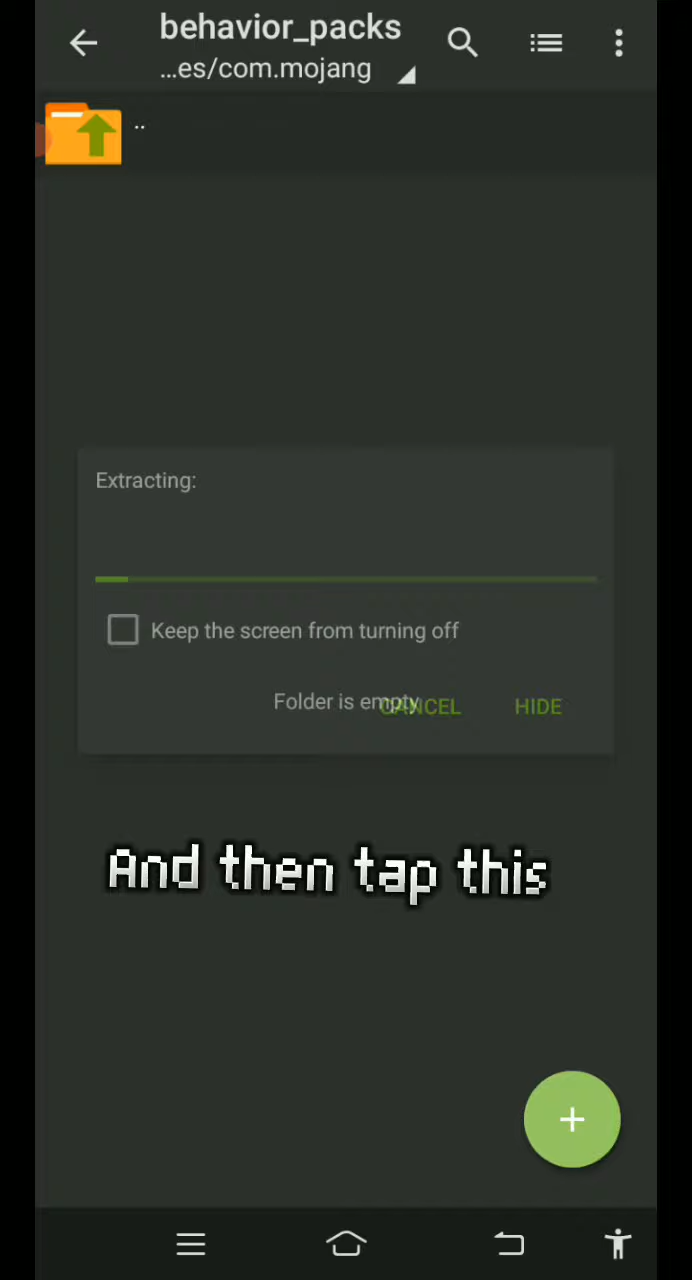 behavior_packs
...es/com.mojang
..
Extracting:
Keep the screen from turning off
Folder is empty
CANCEL
HIDE
And then tap this
+